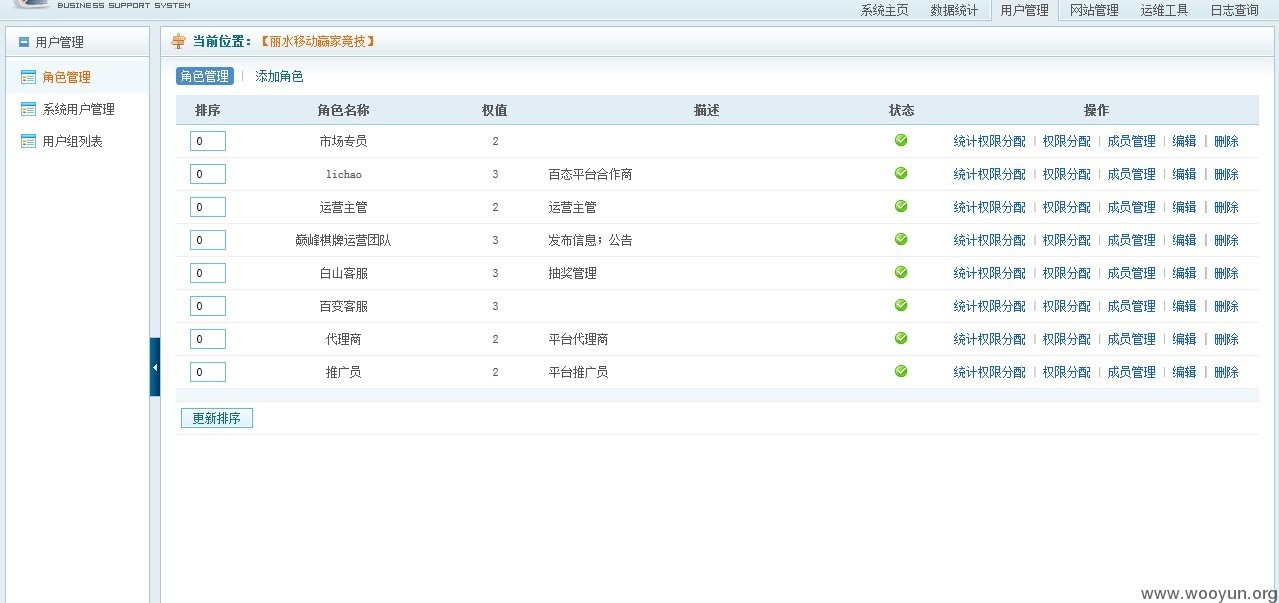 BUSINESS SUPPORT SYSTEM
系统主页 数据统计 用户管理 网站管理 运维工具 日志查询
用户管理
角色管理
系统用户管理
用户组列表
当前位置：【丽水移动赢家竞技】
角色管理 | 添加角色
排序 角色名称 权值 描述 状态 操作
0 市场专员 2 统计权限分配 | 权限分配 | 成员管理 | 编辑 | 删除
0 lichao 3 百态平台合作商 统计权限分配 | 权限分配 | 成员管理 | 编辑 | 删除
0 运营主管 2 运营主管 统计权限分配 | 权限分配 | 成员管理 | 编辑 | 删除
0 巅峰棋牌运营团队 3 发布信息；公告 统计权限分配 | 权限分配 | 成员管理 | 编辑 | 删除
0 白山客服 3 抽奖管理 统计权限分配 | 权限分配 | 成员管理 | 编辑 | 删除
0 百变客服 3 统计权限分配 | 权限分配 | 成员管理 | 编辑 | 删除
0 代理商 2 平台代理商 统计权限分配 | 权限分配 | 成员管理 | 编辑 | 删除
0 推广员 2 平台推广员 统计权限分配 | 权限分配 | 成员管理 | 编辑 | 删除
更新排序
www.wooyun.org